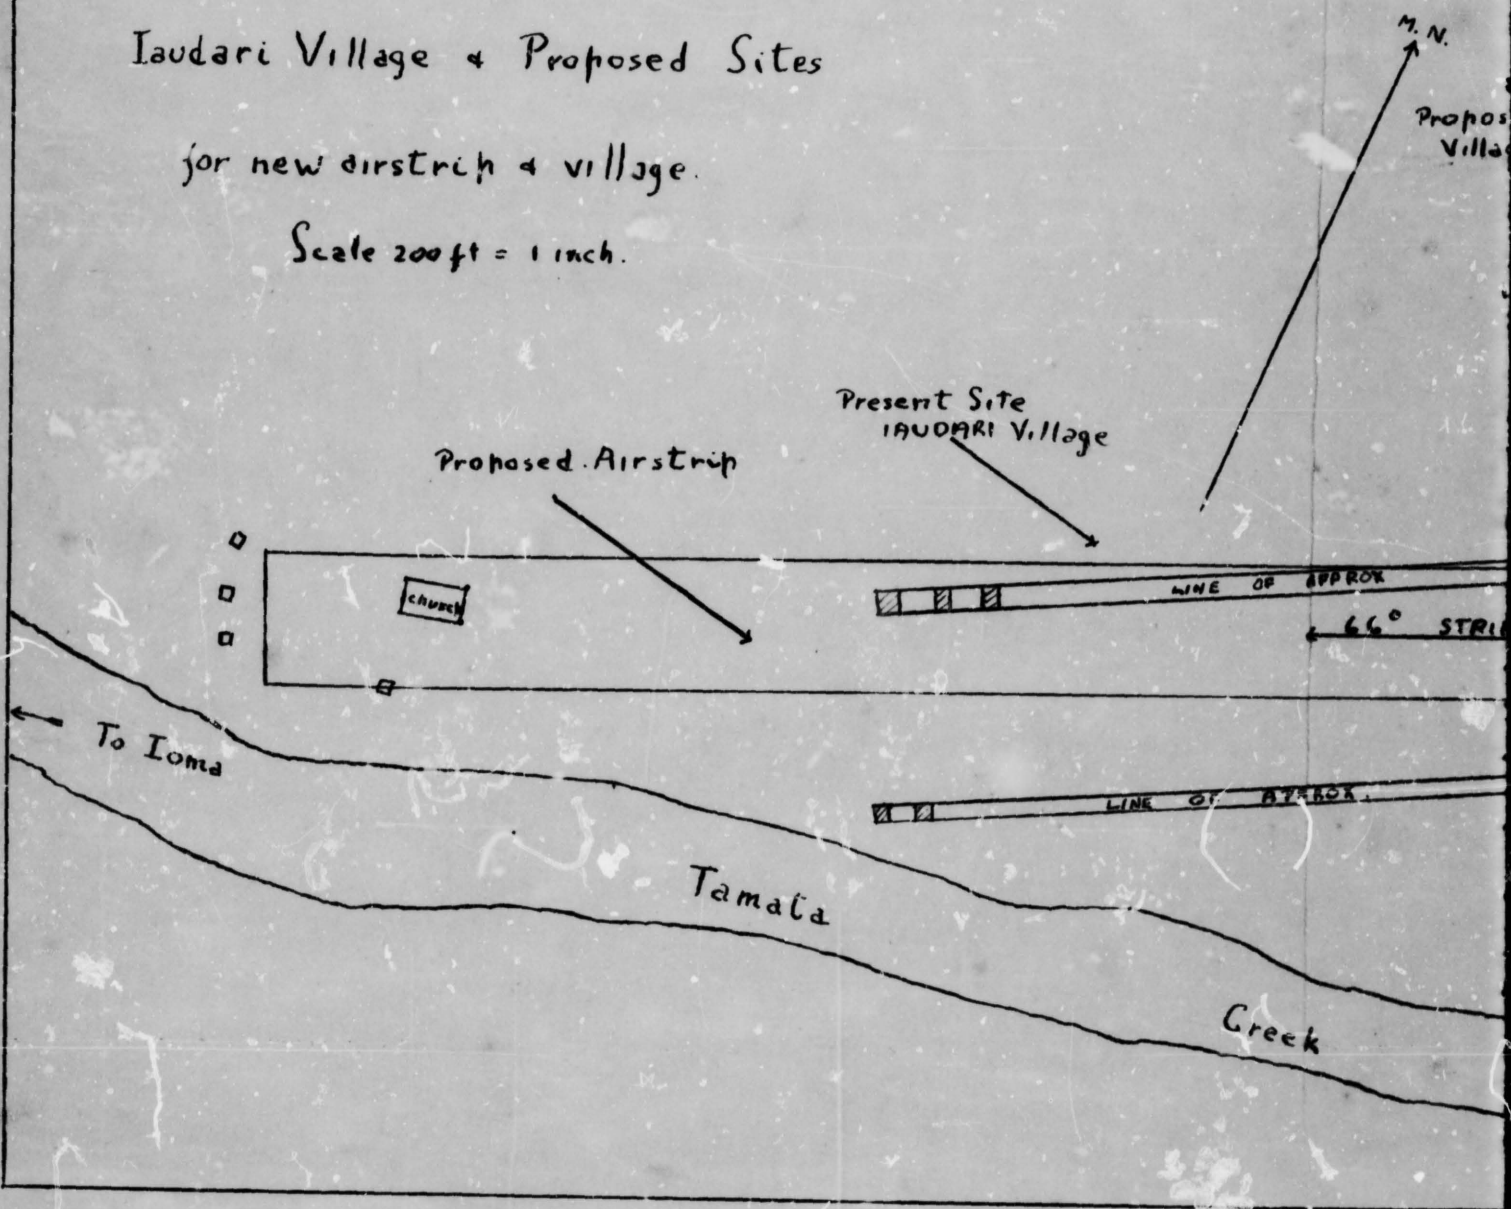 Iaudari Village & Proposed Sites
for new airstrip & village.
Scale 200ft = 1 inch.
M. N.
Propos
Villag
Present Site
IAUDARI Village
Proposed Airstrip
church
LINE OF APPROX
66° STRI
To Ioma
LINE OF APPROX.
Tamata
Creek